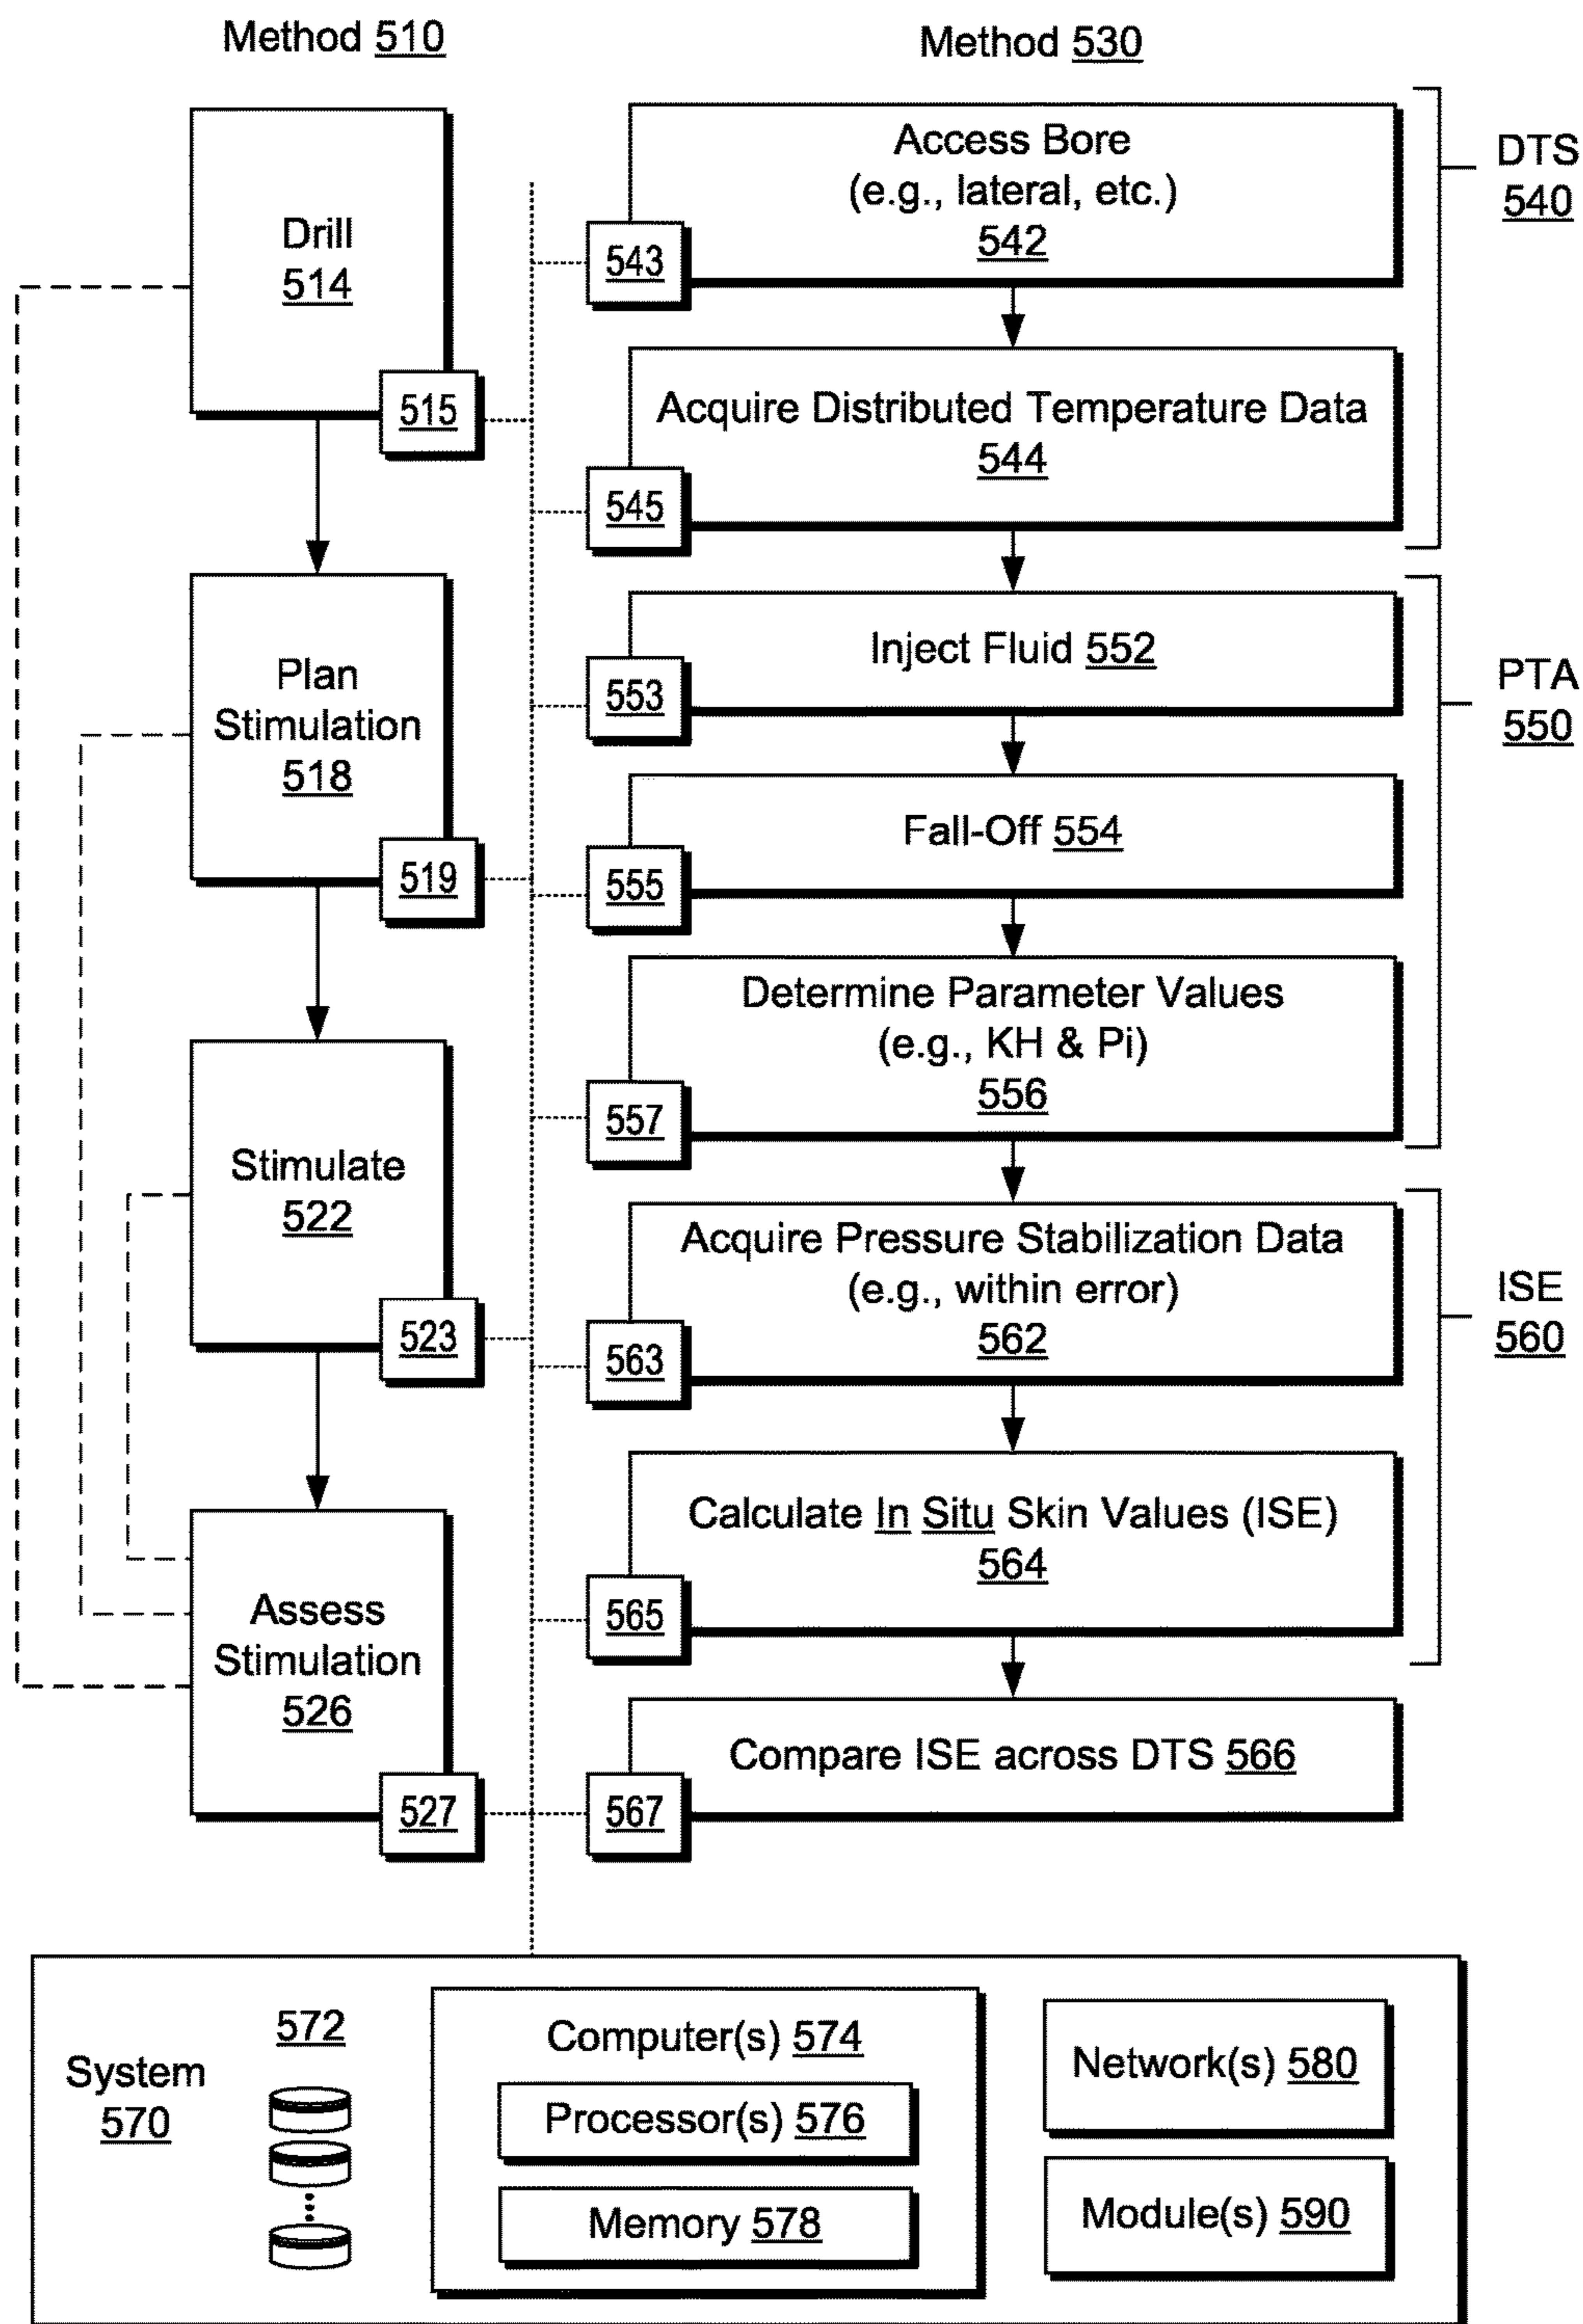 Method 510
Drill
514
515
Plan
Stimulation
518
519
Stimulate
522
523
Assess
Stimulation
526
527
Method 530
Access Bore
(e.g., lateral, etc.)
542
543
Acquire Distributed Temperature Data
544
545
DTS
540
Inject Fluid 552
553
Fall-Off 554
555
Determine Parameter Values
(e.g., KH & Pi)
556
557
PTA
550
Acquire Pressure Stabilization Data
(e.g., within error)
562
563
Calculate In Situ Skin Values (ISE)
564
565
ISE
560
Compare ISE across DTS 566
567
System
570
572
Computer(s) 574
Processor(s) 576
Memory 578
Network(s) 580
Module(s) 590